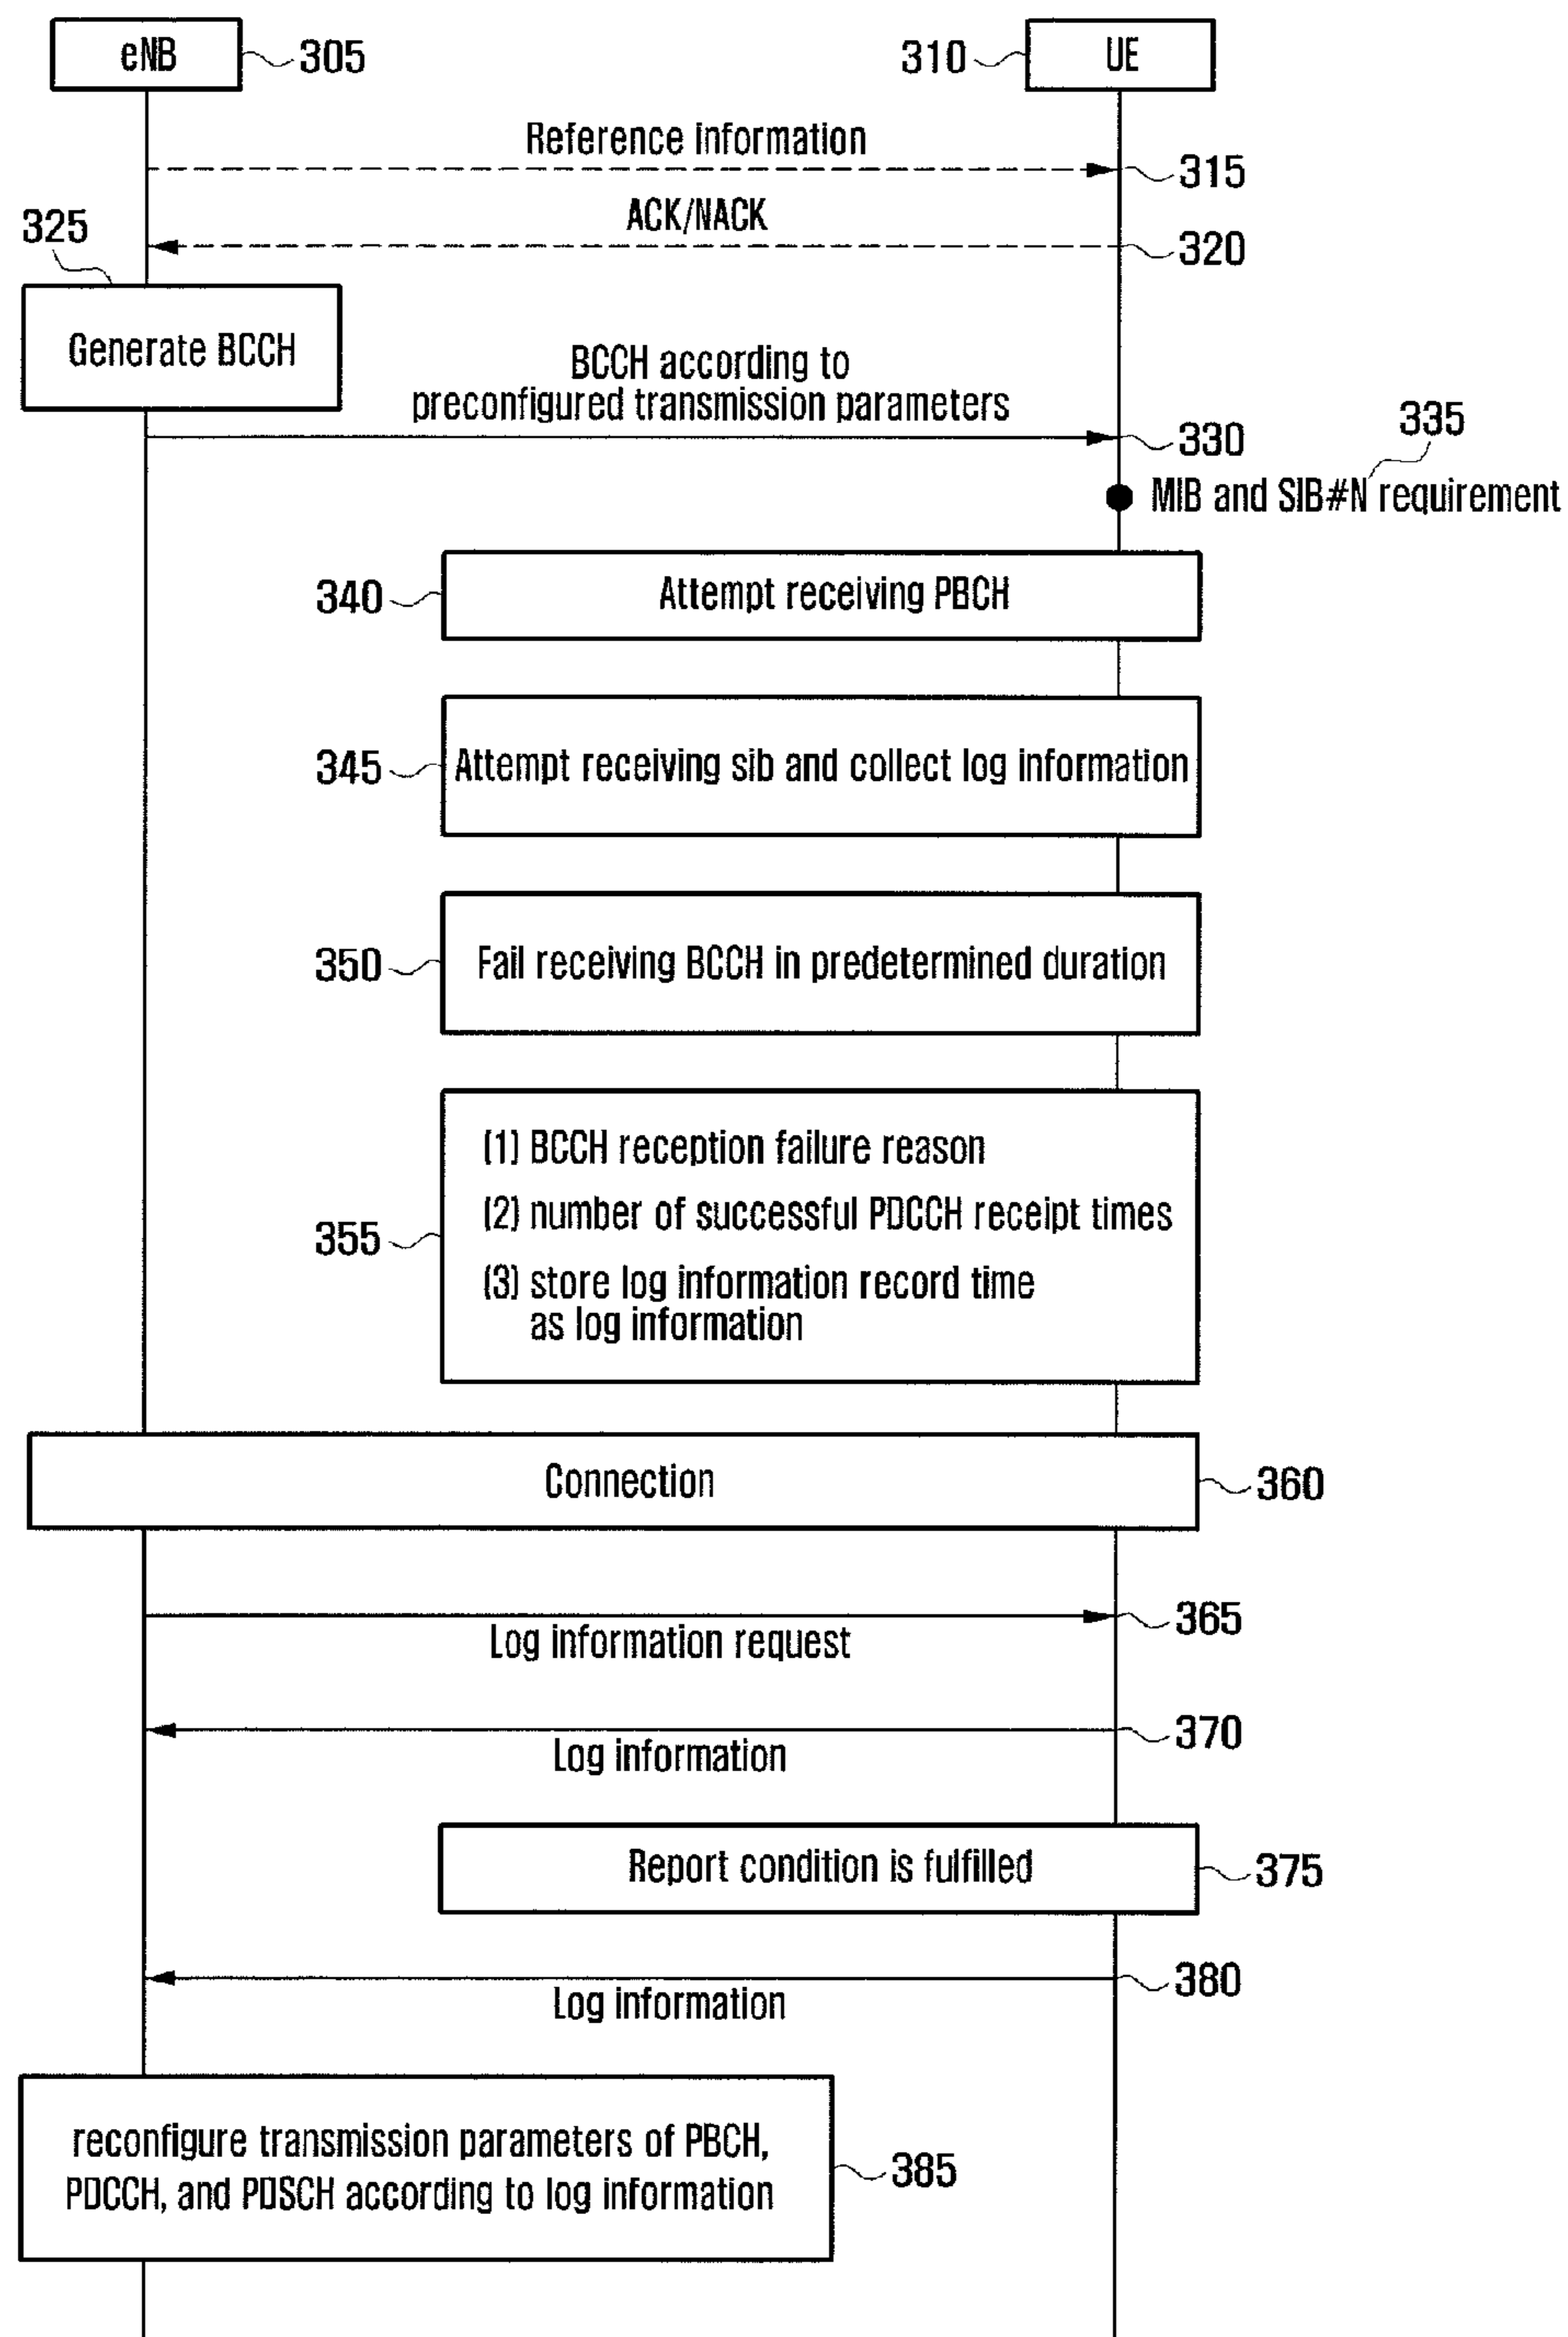 eNB
305
310
UE
Reference information
315
ACK/NACK
320
325
Generate BCCH
BCCH according to
preconfigured transmission parameters
330
335
MIB and SIB#N requirement
340
Attempt receiving PBCH
345
Attempt receiving sib and collect log information
350
Fail receiving BCCH in predetermined duration
355
(1) BCCH reception failure reason
(2) number of successful PDCCH receipt times
(3) store log information record time
as log information
Connection
360
365
Log information request
370
Log information
Report condition is fulfilled
375
380
Log information
reconfigure transmission parameters of PBCH,
PDCCH, and PDSCH according to log information
385